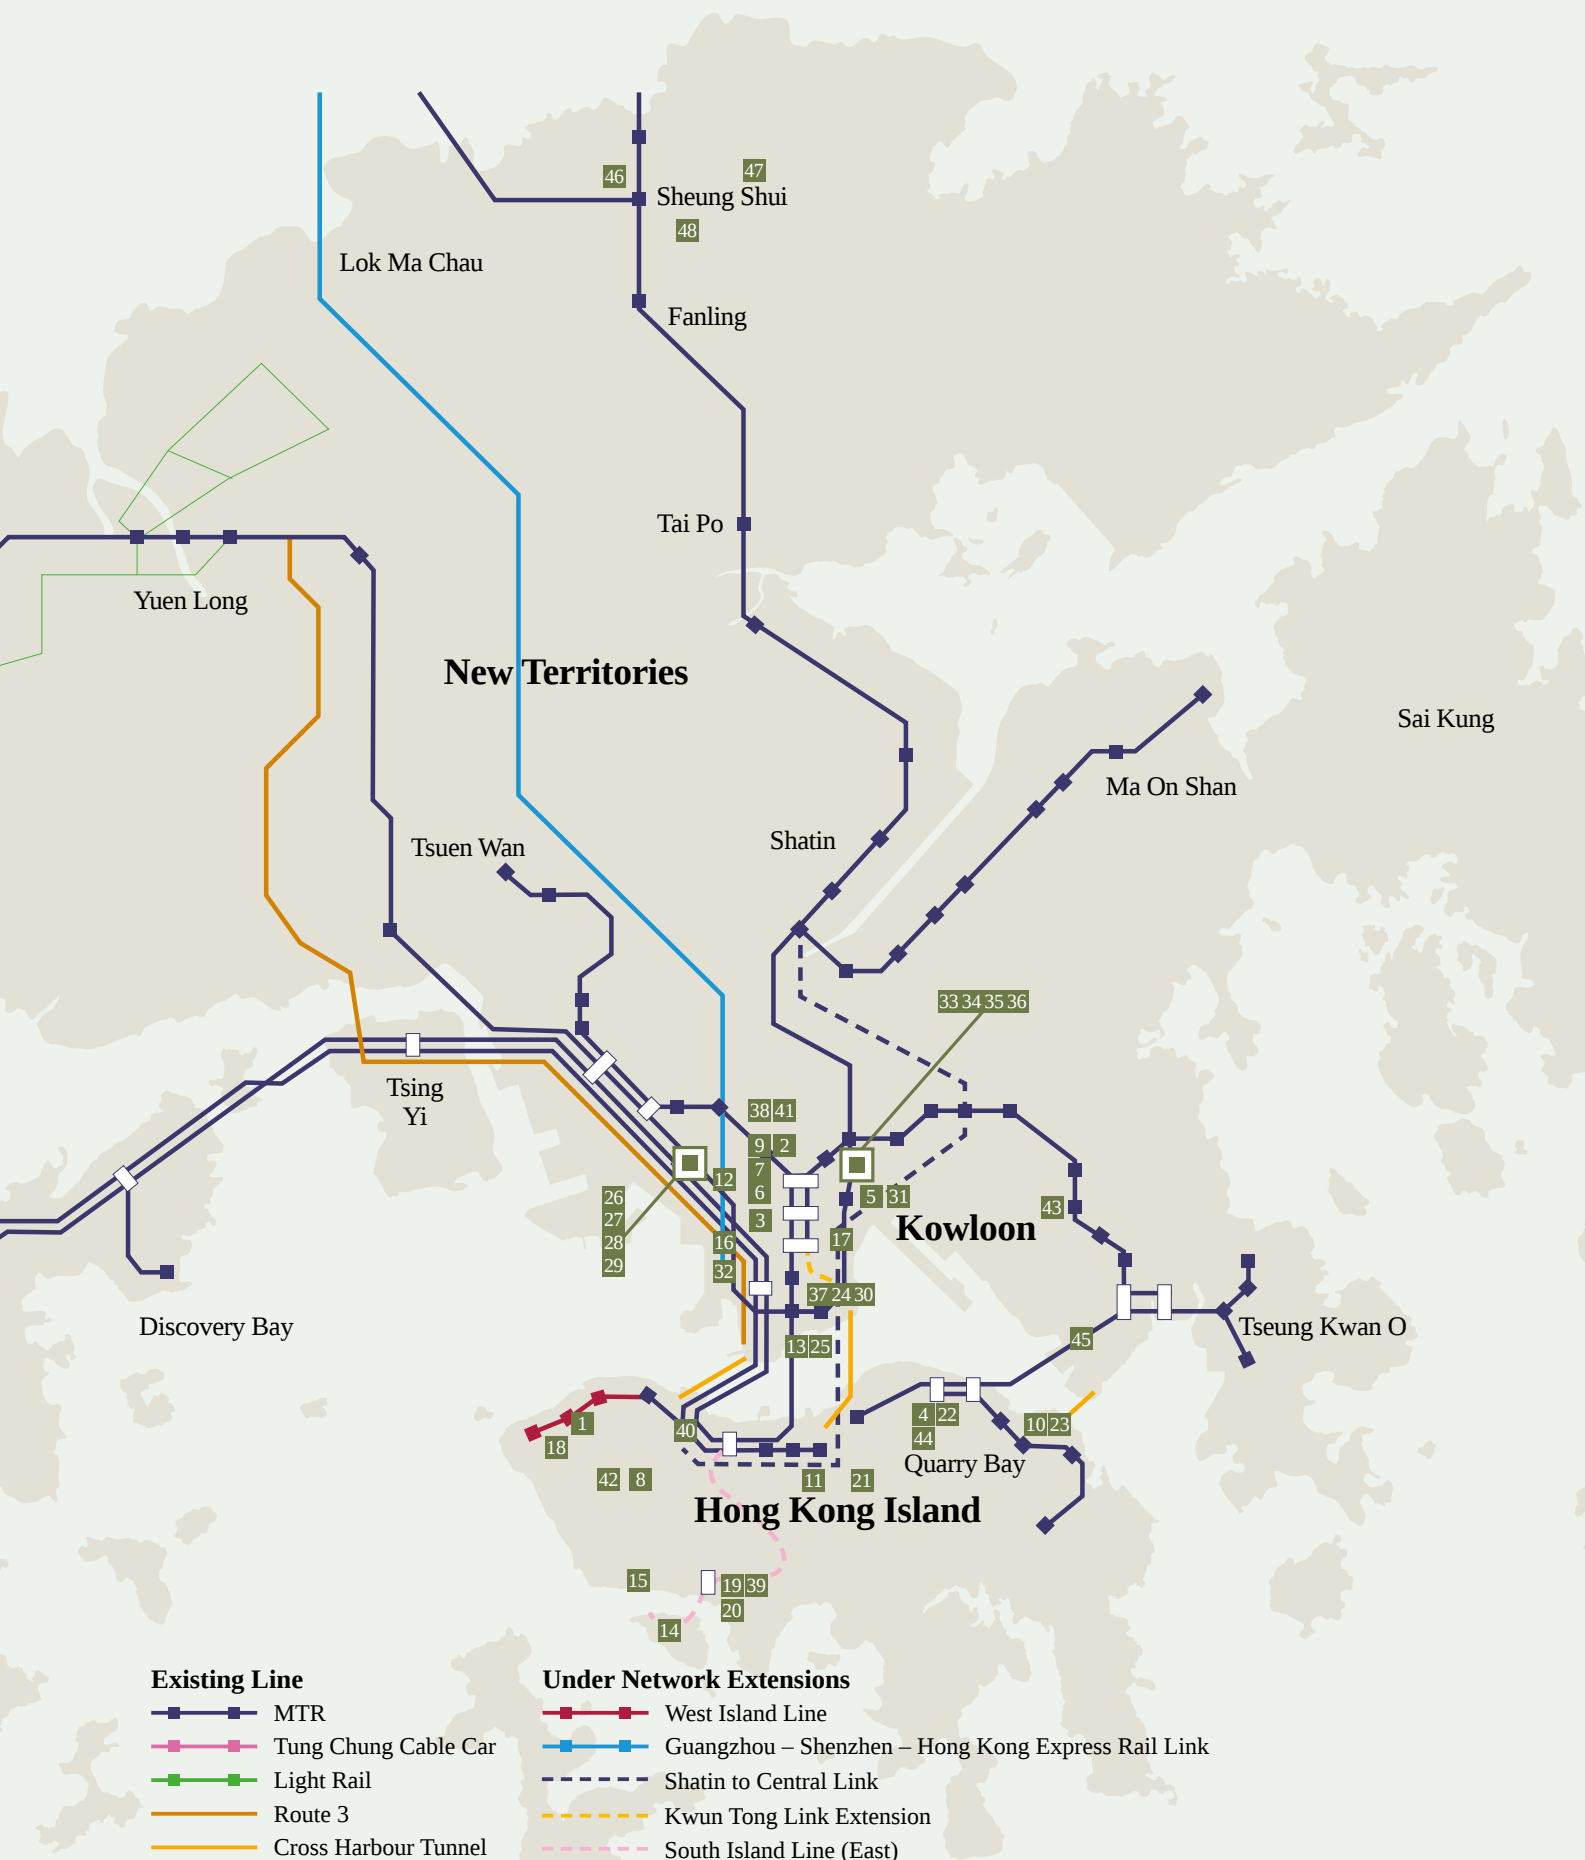 46
47
Sheung Shui
48
Lok Ma Chau
Fanling
Tai Po
Yuen Long
New Territories
Sai Kung
Ma On Shan
Shatin
Tsuen Wan
33 34 35 36
Tsing
Yi
38 41
9 2
7
12
6
26
27
28
29
3
16
32
5 31
43
Kowloon
17
37 24 30
Discovery Bay
Tseung Kwan O
13 25
45
1
18
40
4 22
44
10 23
Quarry Bay
42 8
11 21
Hong Kong Island
15
19 39
20
14
Existing Line
MTR
Tung Chung Cable Car
Light Rail
Route 3
Cross Harbour Tunnel
Under Network Extensions
West Island Line
Guangzhou – Shenzhen – Hong Kong Express Rail Link
Shatin to Central Link
Kwun Tong Link Extension
South Island Line (East)